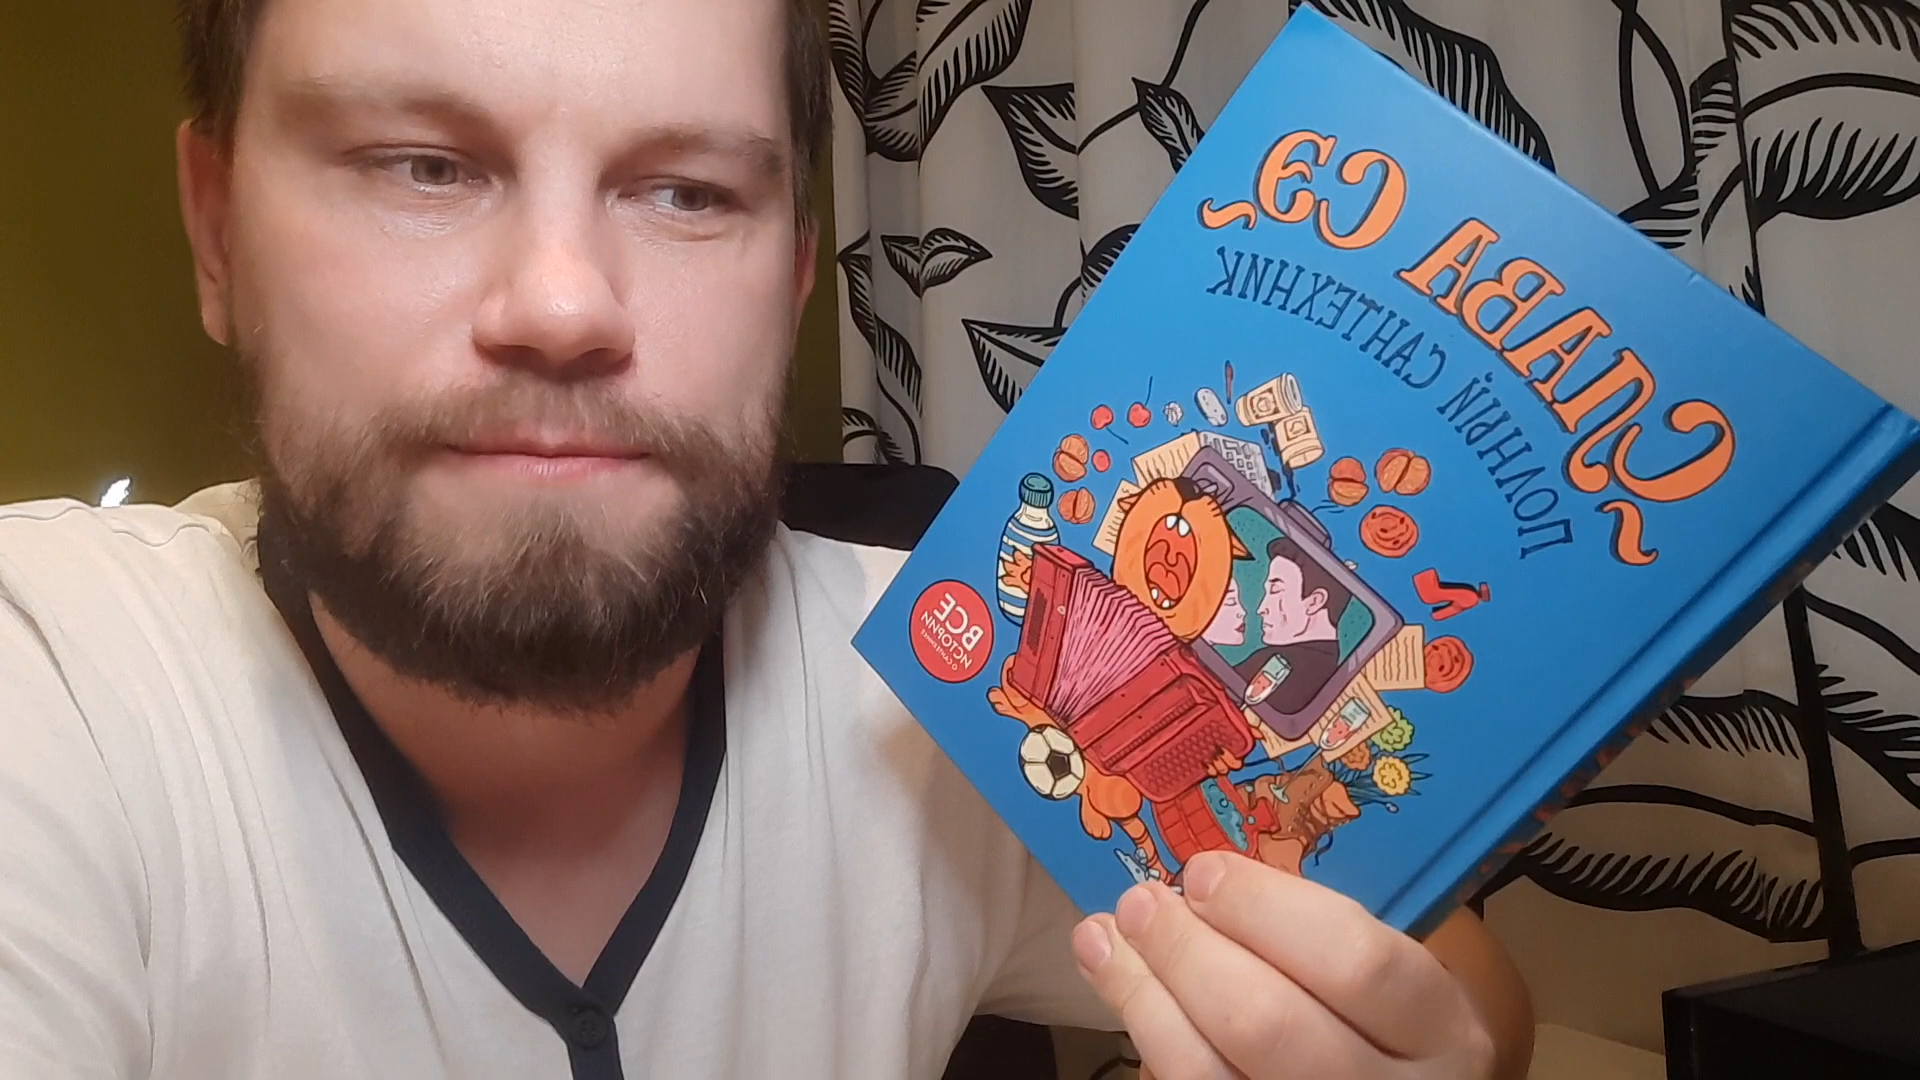 СЛАВА СЭ
ПОЛНЫЙ САНТЕХНИК
ВСЕ
ИСТОРИИ
О САНТЕХНИКЕ